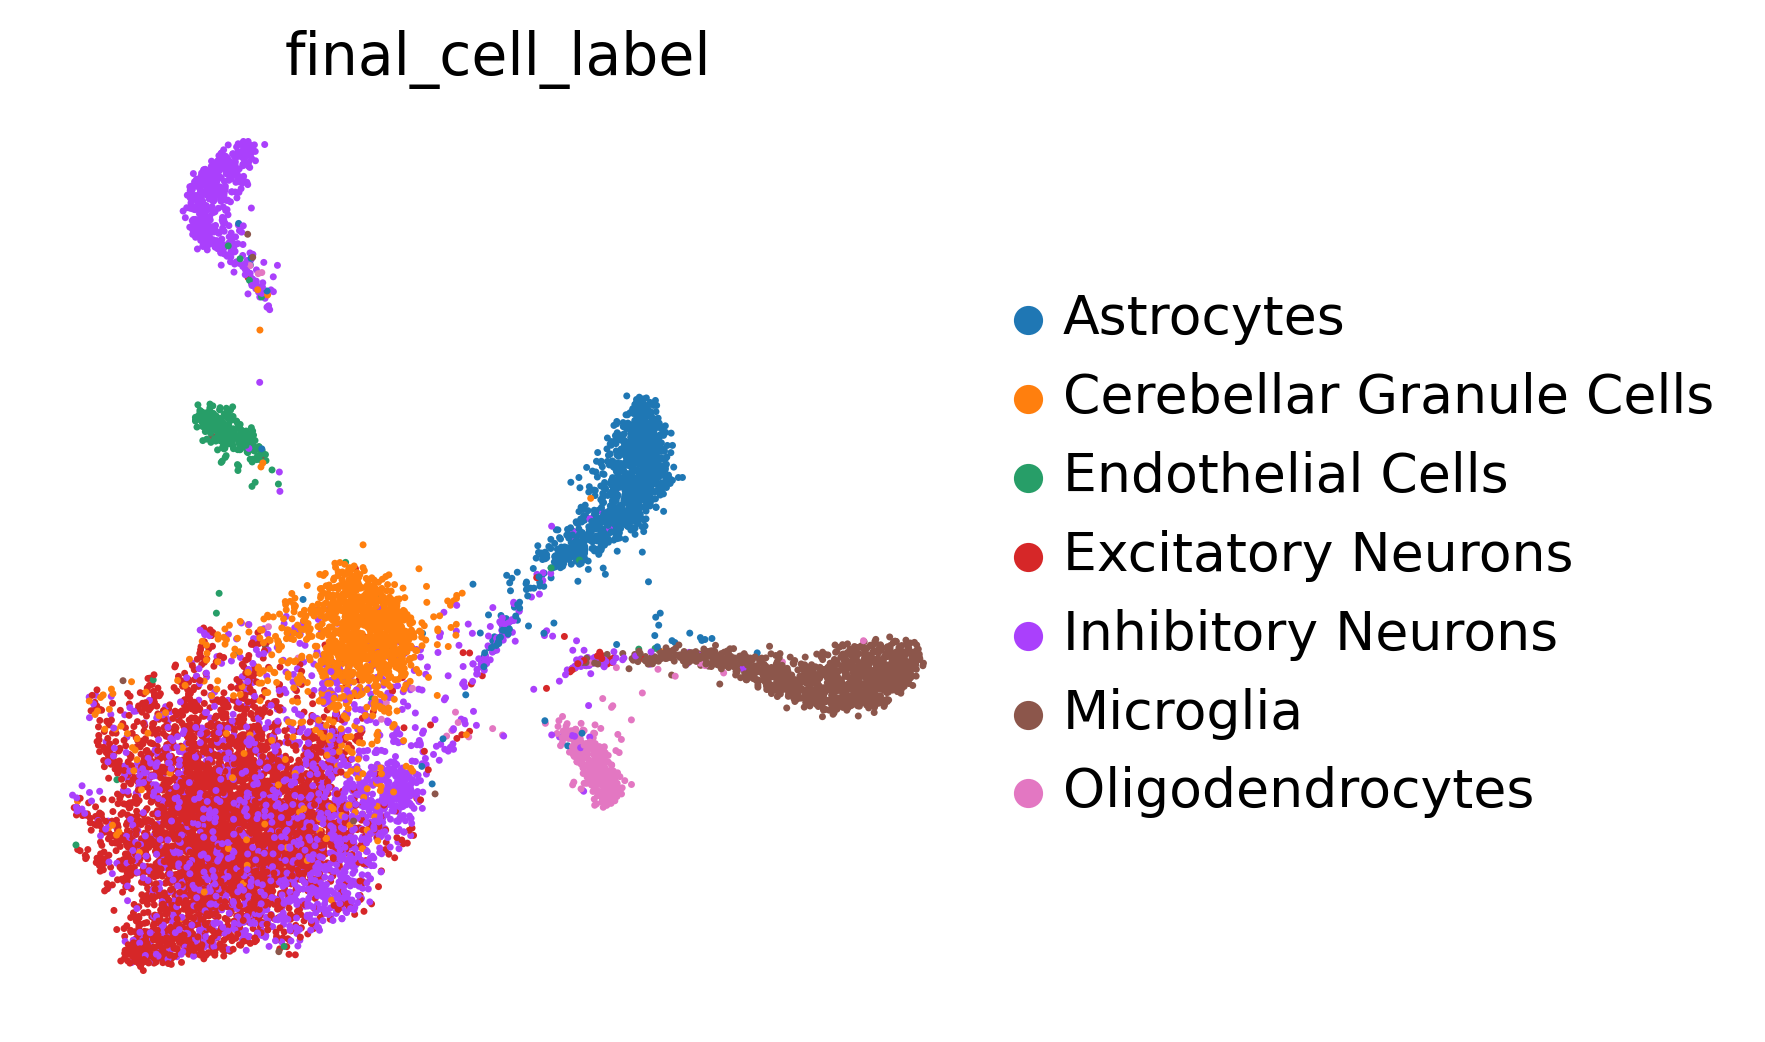 final_cell_label
Astrocytes
Cerebellar Granule Cells
Endothelial Cells
Excitatory Neurons
Inhibitory Neurons
Microglia
Oligodendrocytes